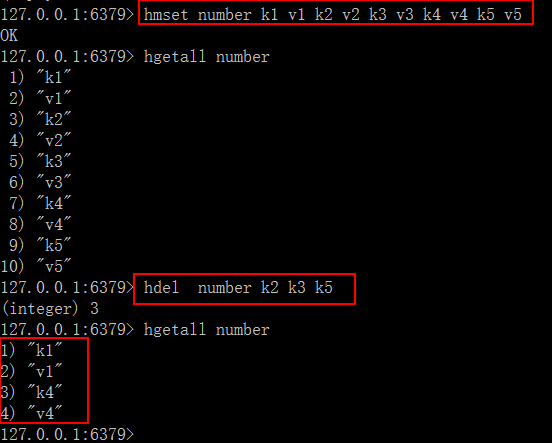 127.0.0.1:6379> hmset number k1 v1 k2 v2 k3 v3 k4 v4 k5 v5
OK
127.0.0.1:6379> hgetall number
 1) "k1"
 2) "v1"
 3) "k2"
 4) "v2"
 5) "k3"
 6) "v3"
 7) "k4"
 8) "v4"
 9) "k5"
10) "v5"
127.0.0.1:6379> hdel  number k2 k3 k5
(integer) 3
127.0.0.1:6379> hgetall number
1) "k1"
2) "v1"
3) "k4"
4) "v4"
127.0.0.1:6379>